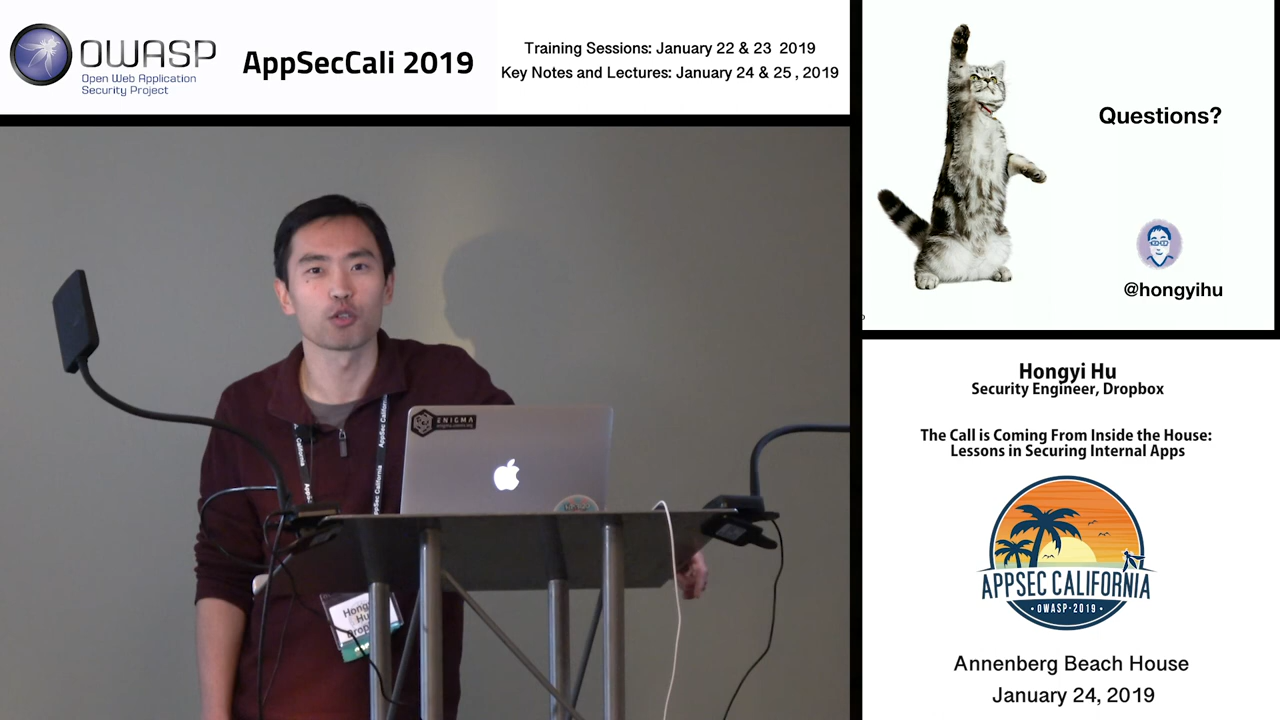 OWASP
Open Web Application
Security Project
AppSecCali 2019
Training Sessions: January 22 & 23 2019
Key Notes and Lectures: January 24 & 25 , 2019
Questions?
@hongyihu
Hongyi Hu
Security Engineer, Dropbox
The Call is Coming From Inside the House:
Lessons in Securing Internal Apps
APPSEC CALIFORNIA
OWASP 2019
Annenberg Beach House
January 24, 2019
ENIGMA
AppSec California